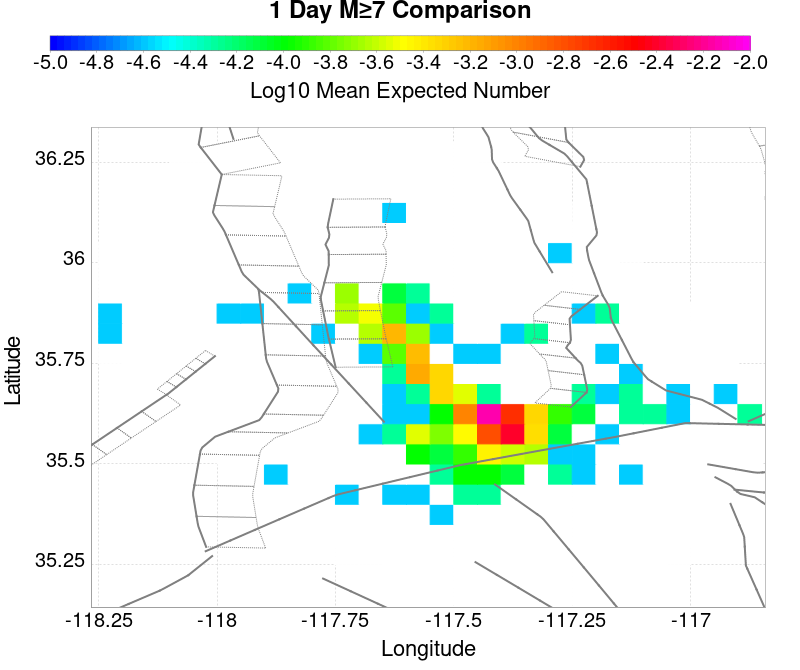 1 Day M≥7 Comparison
-5.0 -4.8 -4.6 -4.4 -4.2 -4.0 -3.8 -3.6 -3.4 -3.2 -3.0 -2.8 -2.6 -2.4 -2.2 -2.0
Log10 Mean Expected Number
36.25
36
35.75
35.5
35.25
Latitude
-118.25 -118 -117.75 -117.5 -117.25 -117
Longitude